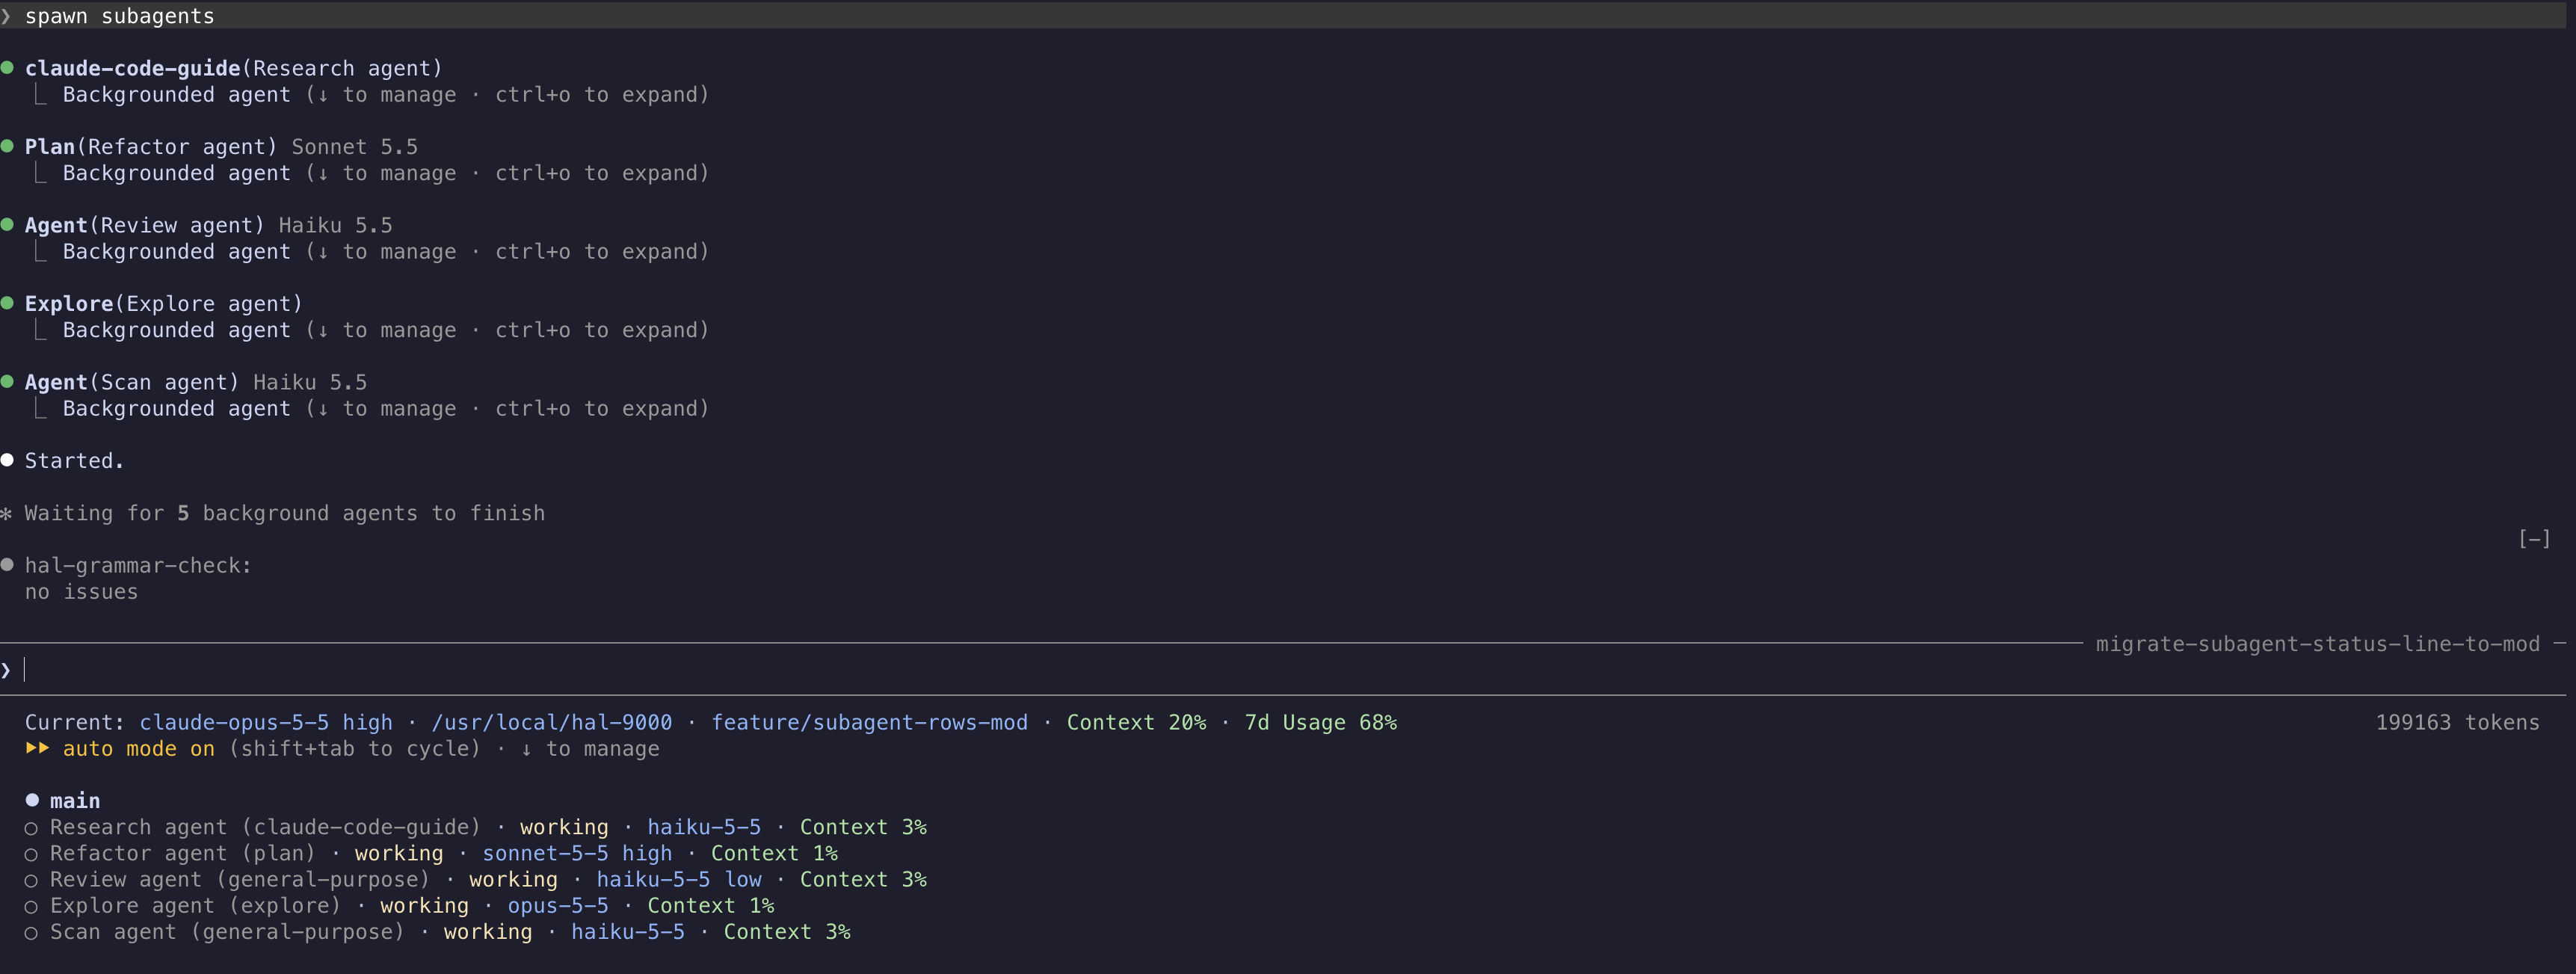 ❯ spawn subagents
● claude-code-guide(Research agent)
⎿ Backgrounded agent (↓ to manage · ctrl+o to expand)
● Plan(Refactor agent) Sonnet 5.5
⎿ Backgrounded agent (↓ to manage · ctrl+o to expand)
● Agent(Review agent) Haiku 5.5
⎿ Backgrounded agent (↓ to manage · ctrl+o to expand)
● Explore(Explore agent)
⎿ Backgrounded agent (↓ to manage · ctrl+o to expand)
● Agent(Scan agent) Haiku 5.5
⎿ Backgrounded agent (↓ to manage · ctrl+o to expand)
● Started.
✻ Waiting for 5 background agents to finish
[-]
● hal-grammar-check:
no issues
migrate-subagent-status-line-to-mod
❯
Current: claude-opus-5-5 high · /usr/local/hal-9000 · feature/subagent-rows-mod · Context 20% · 7d Usage 68% 199163 tokens
⏵⏵ auto mode on (shift+tab to cycle) · ↓ to manage
● main
○ Research agent (claude-code-guide) · working · haiku-5-5 · Context 3%
○ Refactor agent (plan) · working · sonnet-5-5 high · Context 1%
○ Review agent (general-purpose) · working · haiku-5-5 low · Context 3%
○ Explore agent (explore) · working · opus-5-5 · Context 1%
○ Scan agent (general-purpose) · working · haiku-5-5 · Context 3%